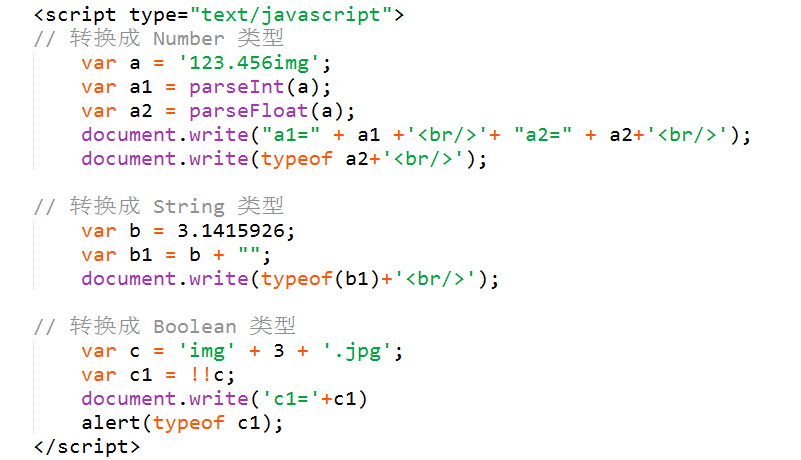 <script type="text/javascript">
// 转换成 Number 类型
var a = '123.456img';
var a1 = parseInt(a);
var a2 = parseFloat(a);
document.write("a1=" + a1 +'<br/>'+ "a2=" + a2+'<br/>');
document.write(typeof a2+'<br/>');
// 转换成 String 类型
var b = 3.1415926;
var b1 = b + "";
document.write(typeof(b1)+'<br/>');
// 转换成 Boolean 类型
var c = 'img' + 3 + '.jpg';
var c1 = !!c;
document.write('c1='+c1)
alert(typeof c1);
</script>